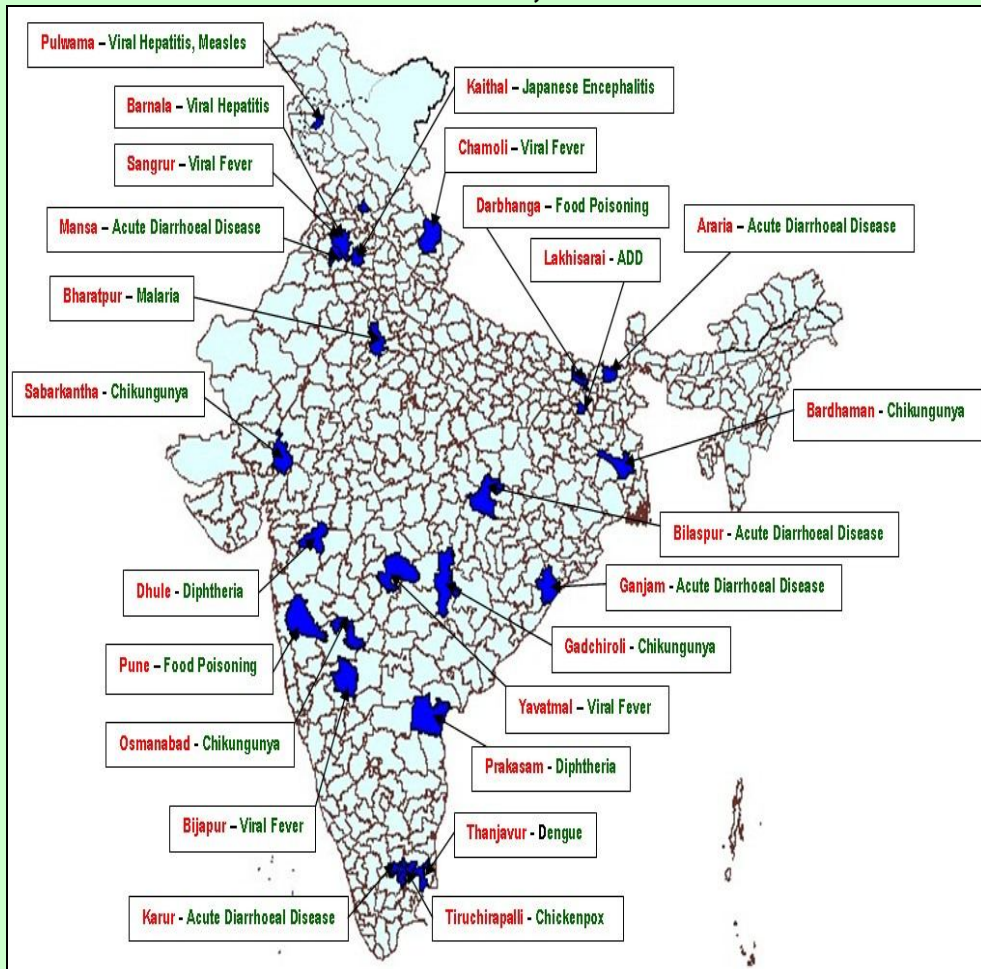 Pulwama – Viral Hepatitis, Measles
Kaithal – Japanese Encephalitis
Barnala – Viral Hepatitis
Chamoli – Viral Fever
Sangrur – Viral Fever
Darbhanga – Food Poisoning
Araria – Acute Diarrhoeal Disease
Mansa – Acute Diarrhoeal Disease
Lakhisarai - ADD
Bharatpur – Malaria
Sabarkantha - Chikungunya
Bardhaman - Chikungunya
Bilaspur - Acute Diarrhoeal Disease
Dhule - Diphtheria
Ganjam - Acute Diarrhoeal Disease
Gadchiroli - Chikungunya
Pune – Food Poisoning
Yavatmal – Viral Fever
Osmanabad - Chikungunya
Prakasam - Diphtheria
Bijapur – Viral Fever
Thanjavur - Dengue
Karur - Acute Diarrhoeal Disease
Tiruchirapalli - Chickenpox